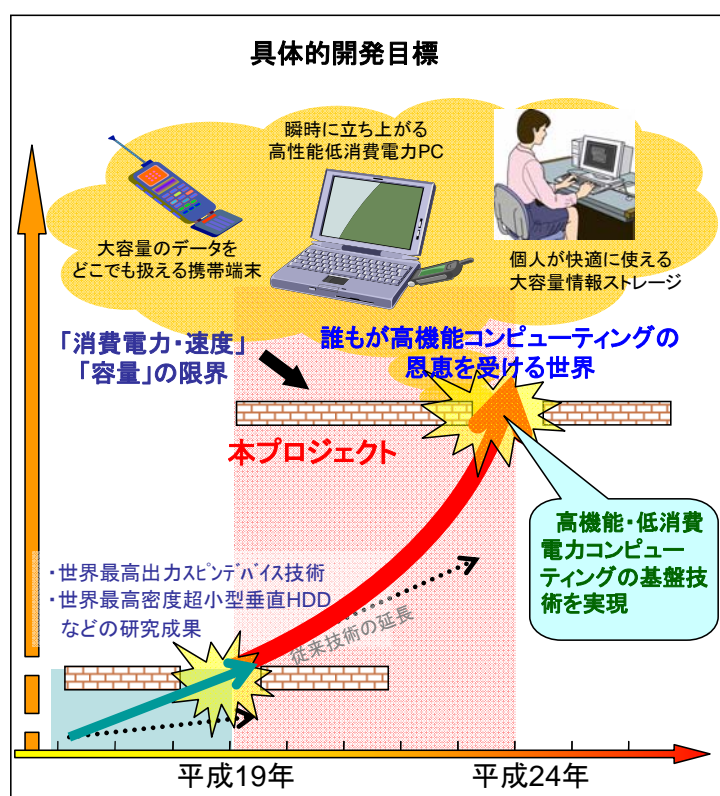 具体的開発目標
瞬時に立ち上がる
高性能低消費電力PC
大容量のデータを
どこでも扱える携帯端末
個人が快適に使える
大容量情報ストレージ
「消費電力・速度」
「容量」の限界
誰もが高機能コンピューティングの
恩恵を受ける世界
本プロジェクト
高機能・低消費
電力コンピュー
ティングの基盤技
術を実現
・世界最高出力スピンデバイス技術
・世界最高密度超小型垂直HDD
などの研究成果
従来技術の延長
平成19年
平成24年